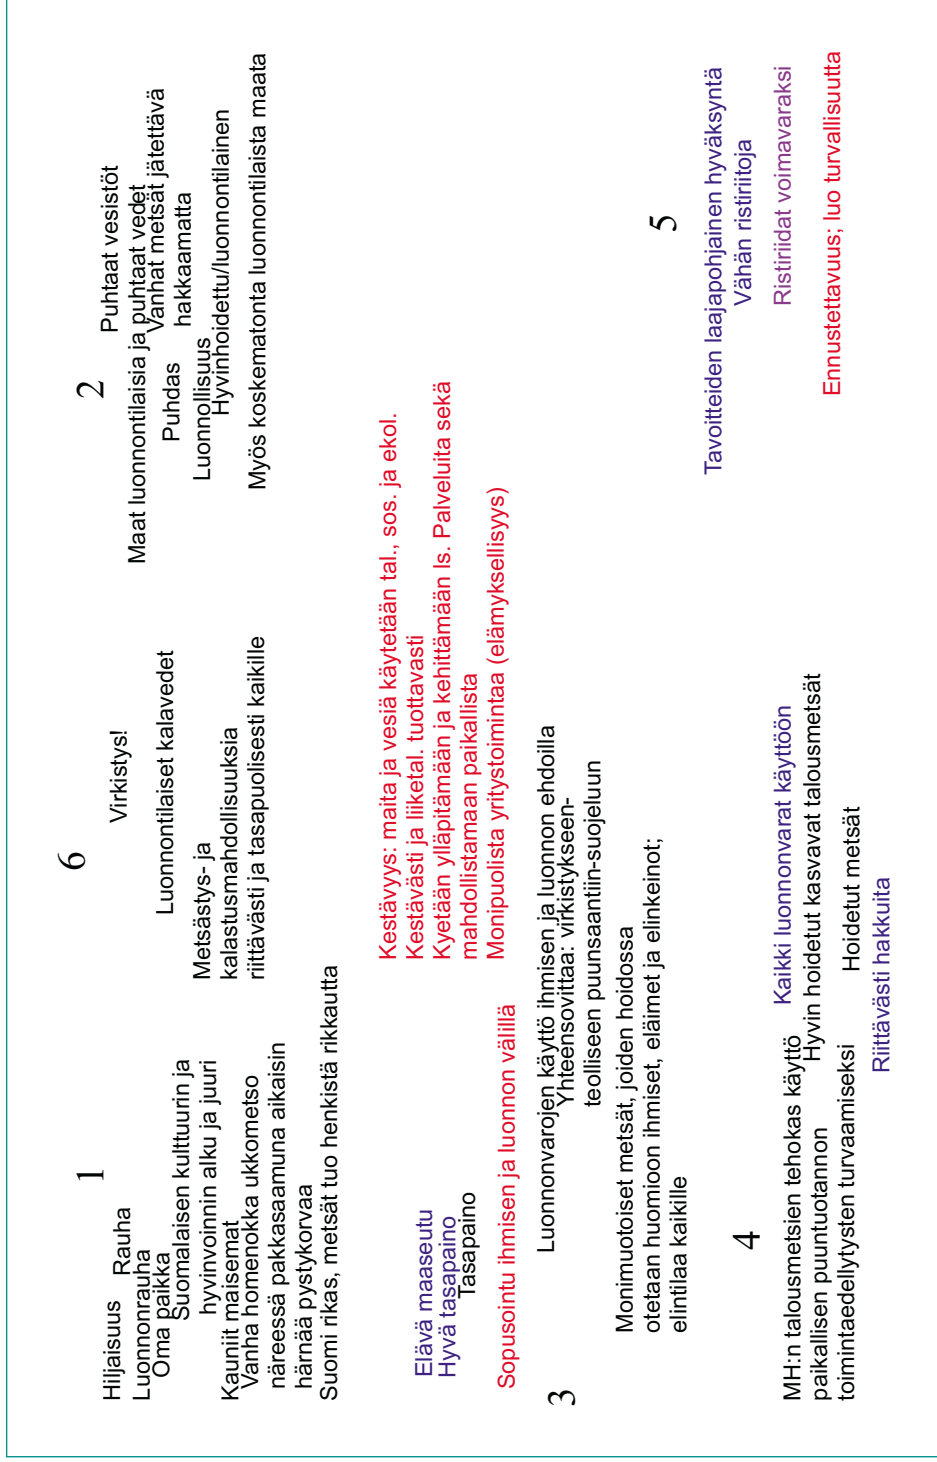 1
Hiljaisuus
Rauha
Luonnonrauha
Oma paikka
Suomalaisen kulttuurin ja
hyvinvoinnin alku ja juuri
Kauniit maisemat
Vanha homenokka ukkometso
näreessä pakkasaamuna aikaisin
härnää pystykorvaa
Suomi rikas, metsät tuo henkistä rikkautta
6
Virkistys!
Luonnontilaiset kalavedet
Metsästys- ja
kalastusmahdollisuuksia
riittävästi ja tasapuolisesti kaikille
2
Puhtaat vesistöt
Maat luonnontilaisia ja puhtaat vedet
Vanhat metsät jätettävä
hakkaamatta
Puhdas
Luonnollisuus
Hyvinhoidettu/luonnontilainen
Myös koskematonta luonnontilaista maata
Elävä maaseutu
Hyvä tasapaino
Tasapaino
Sopusointu ihmisen ja luonnon välillä
Kestävyys: maita ja vesiä käytetään tal., sos. ja ekol.
Kestävästi ja liiketal. tuottavasti
Kyetään ylläpitämään ja kehittämään ls. Palveluita sekä
mahdollistamaan paikallista
Monipuolista yritystoimintaa (elämyksellisyys)
3
Luonnonvarojen käyttö ihmisen ja luonnon ehdoilla
Yhteensovittaa: virkistykseen-
teolliseen puunsaantiin-suojeluun
Monimuotoiset metsät, joiden hoidossa
otetaan huomioon ihmiset, eläimet ja elinkeinot;
elintilaa kaikille
4
MH:n talousmetsien tehokas käyttö
paikallisen puuntuotannon
toimintaedellytysten turvaamiseksi
Kaikki luonnonvarat käyttöön
Hyvin hoidetut kasvavat talousmetsät
Hoidetut metsät
Riittävästi hakkuita
5
Tavoitteiden laajapohjainen hyväksyntä
Vähän ristiriitoja
Ristiriidat voimavaraksi
Ennustettavuus; luo turvallisuutta